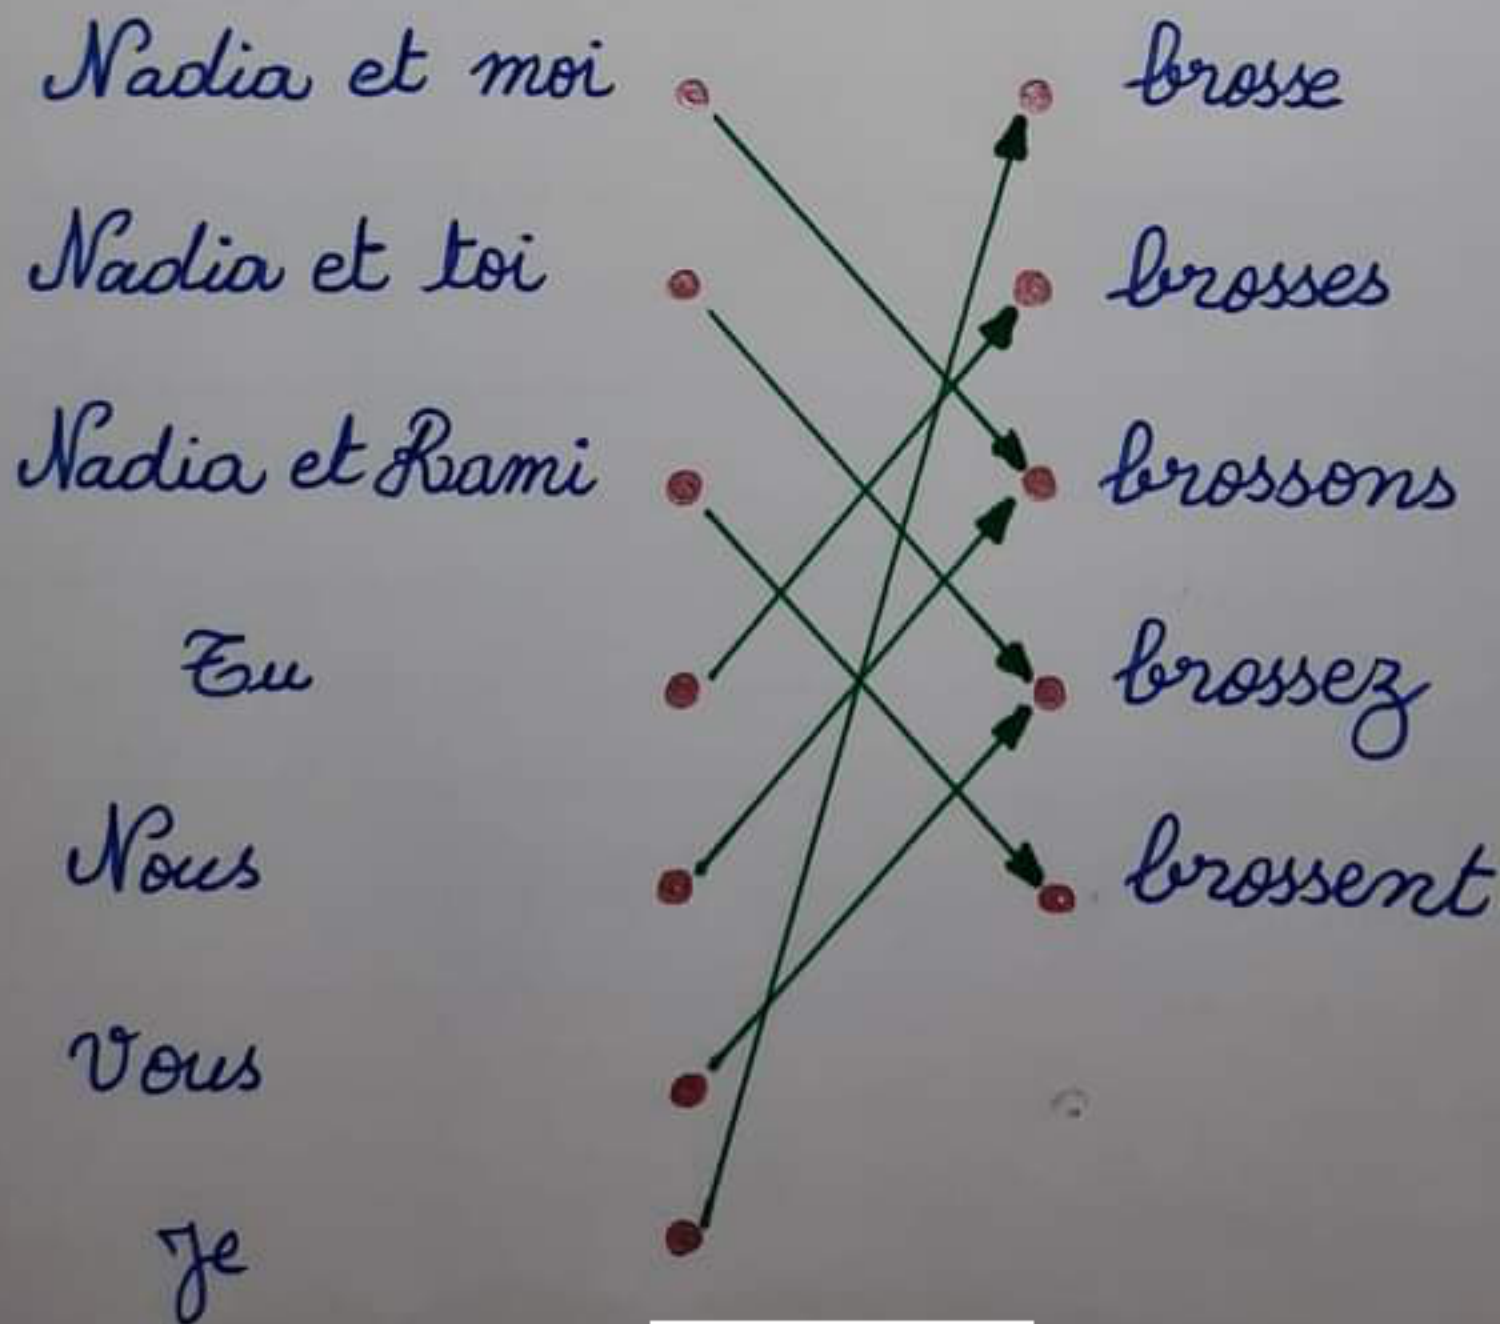 Nadia et moi brosse
Nadia et toi brosses
Nadia et Rami brossons
Tu brossez
Nous brossent
Vous
Je